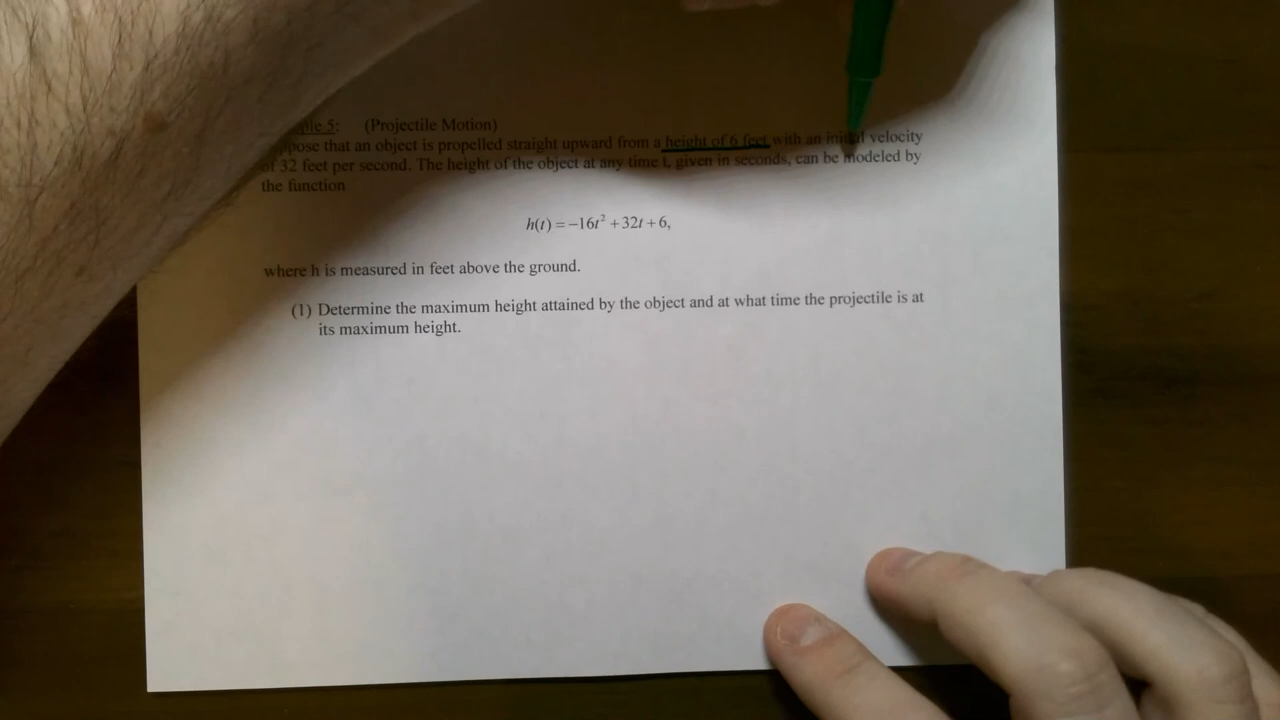 ple 5: (Projectile Motion)
pose that an object is propelled straight upward from a height of 6 feet with an initial velocity
of 32 feet per second. The height of the object at any time t, given in seconds, can be modeled by
the function
h(t) = −16t² + 32t + 6,
where h is measured in feet above the ground.
(1) Determine the maximum height attained by the object and at what time the projectile is at
its maximum height.